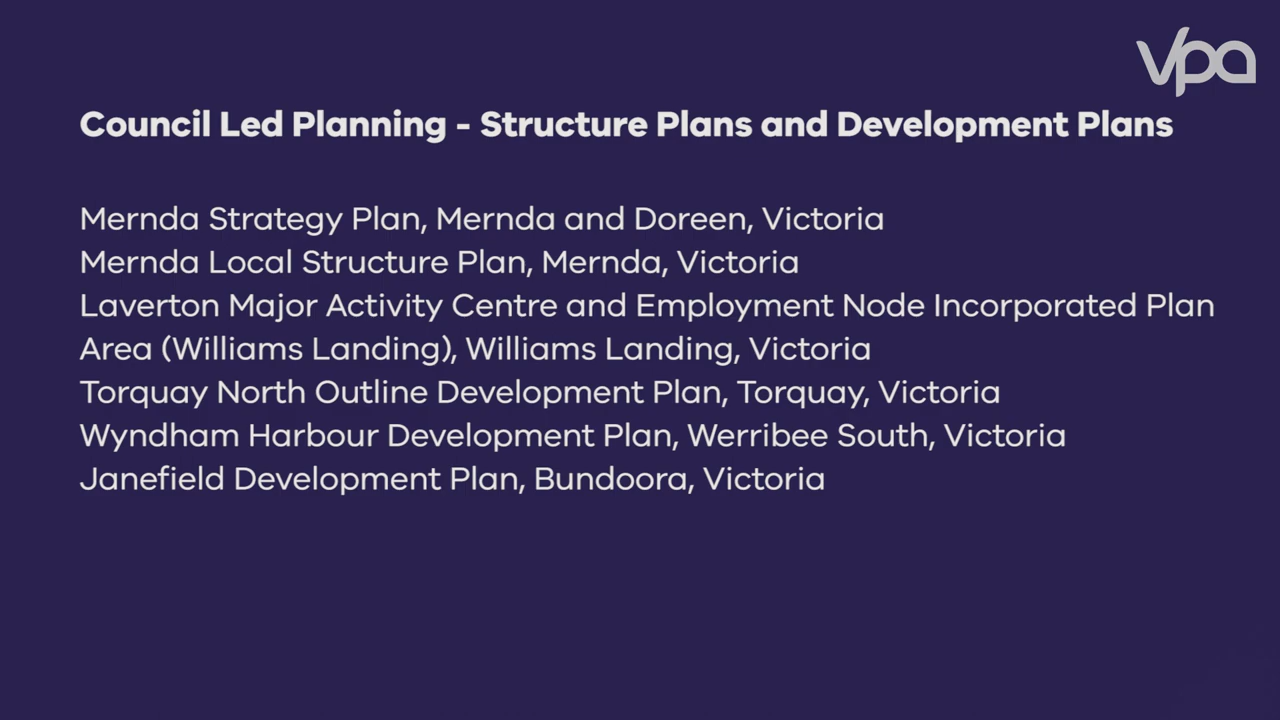 vpa
Council Led Planning - Structure Plans and Development Plans
Mernda Strategy Plan, Mernda and Doreen, Victoria
Mernda Local Structure Plan, Mernda, Victoria
Laverton Major Activity Centre and Employment Node Incorporated Plan
Area (Williams Landing), Williams Landing, Victoria
Torquay North Outline Development Plan, Torquay, Victoria
Wyndham Harbour Development Plan, Werribee South, Victoria
Janefield Development Plan, Bundoora, Victoria